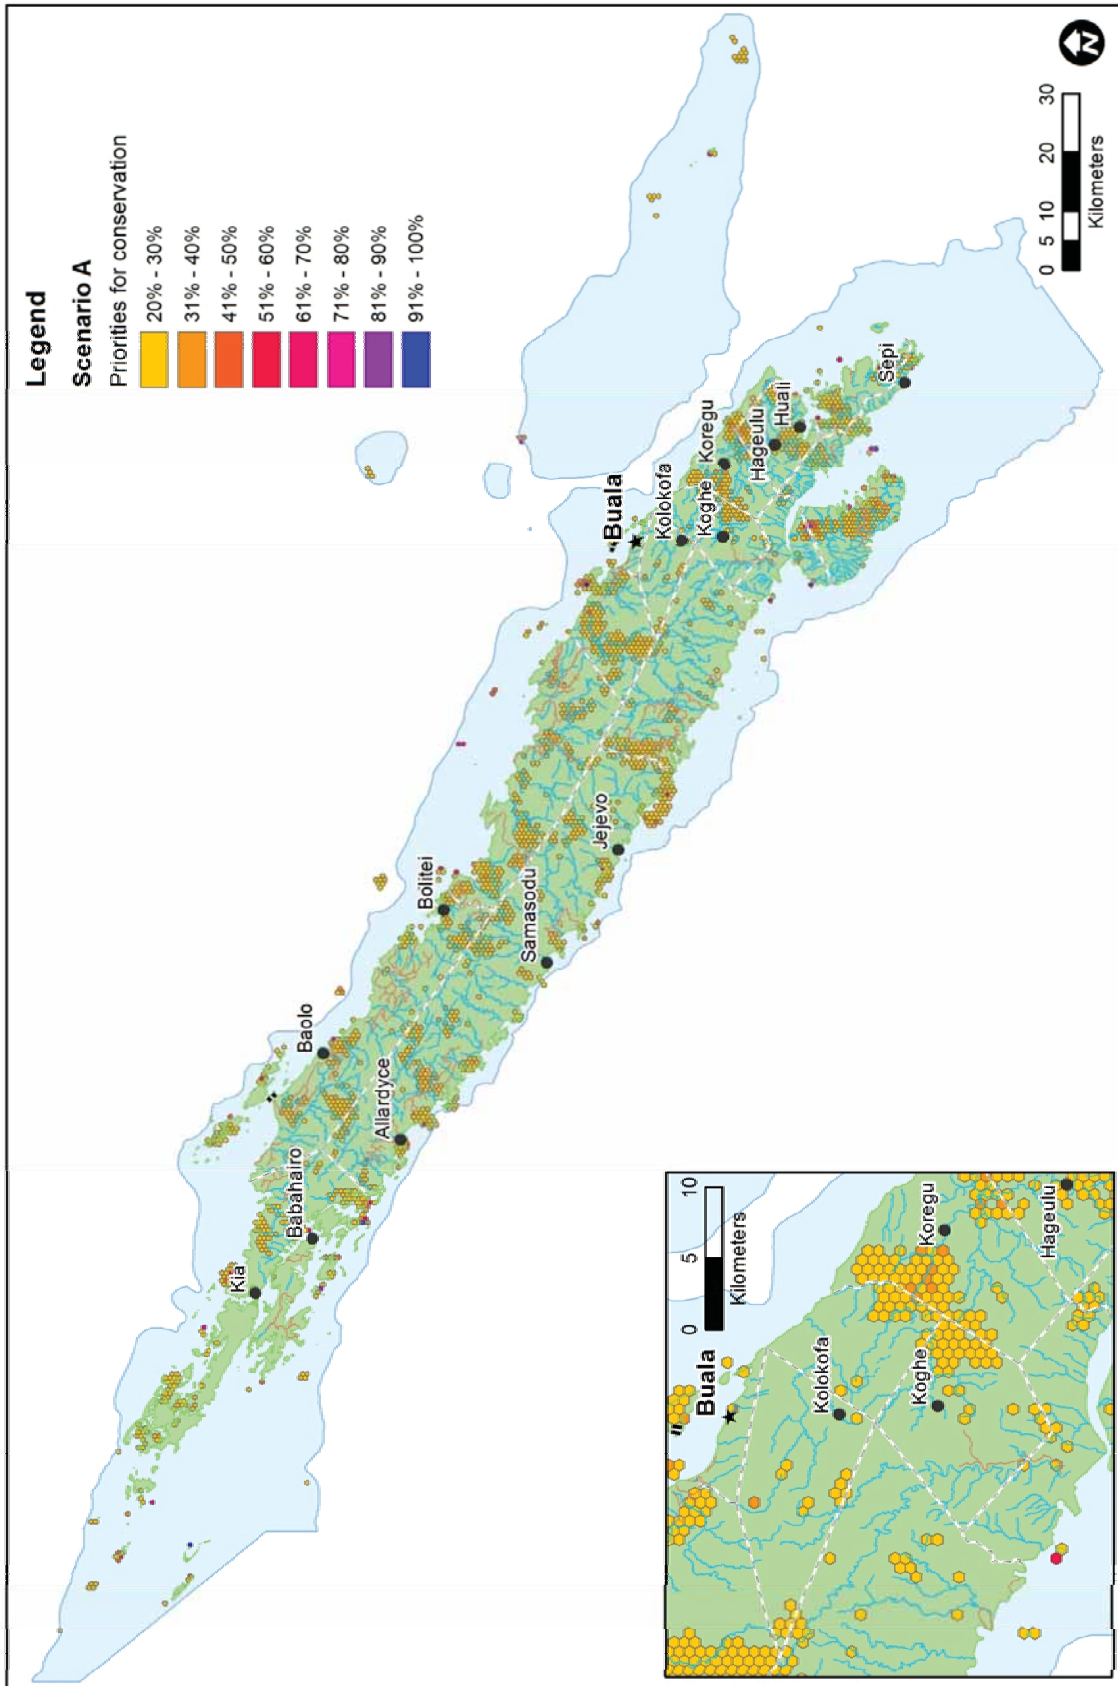 Legend
Scenario A
Priorities for conservation
20% - 30%
31% - 40%
41% - 50%
51% - 60%
61% - 70%
71% - 80%
81% - 90%
91% - 100%
Kia
Babahairo
Allardyce
Baolo
Samasodu
Bolitei
Jejevo
Buala
Kolokofa
Koghe
Koregu
Hageulu
Huali
Sepi
N
0 5 10 20 30
Kilometers
Buala
Kolokofa
Koghe
Koregu
Hageulu
0 5 10
Kilometers